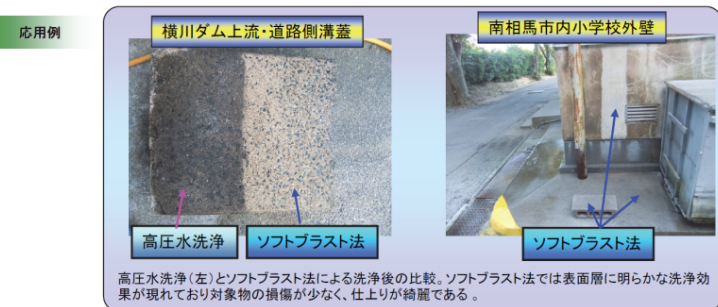 応用例
横川ダム上流・道路側溝蓋
南相馬市内小学校外壁
高圧水洗浄
ソフトブラスト法
ソフトブラスト法
高圧水洗浄(左)とソフトブラスト法による洗浄後の比較。ソフトブラスト法では表面層に明らかな洗浄効
果が現れており対象物の損傷が少なく、仕上りが綺麗である 。